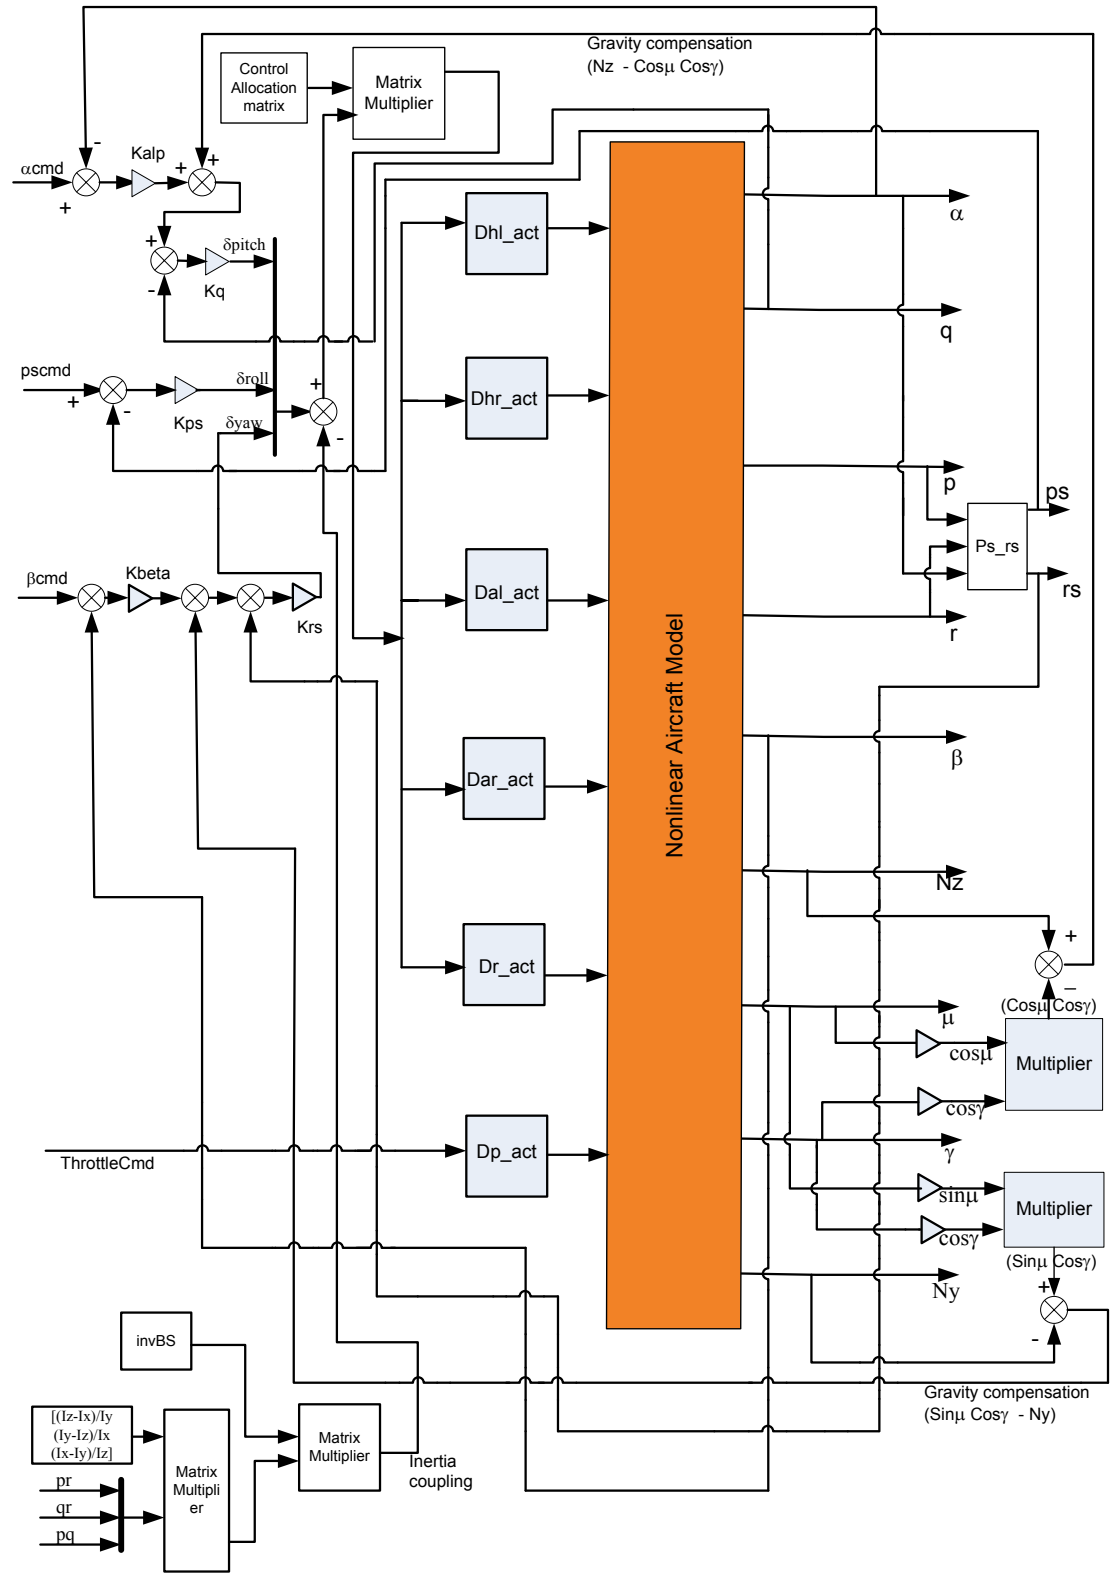 Gravity compensation
(Nz - Cosμ Cosγ)
Control
Allocation
matrix
Matrix
Multiplier
-
Kalp
+
+
αcmd
+
Dhl_act
α
+
δpitch
-
Kq
q
pscmd
δroll
+
+
-
Kps
Dhr_act
δyaw
-
p
ps
Ps_rs
βcmd
Kbeta
Krs
Dal_act
rs
r
Nonlinear Aircraft Model
β
Dar_act
Nz
+
Dr_act
–
(Cosμ Cosγ)
μ
cosμ
Multiplier
cosγ
ThrottleCmd
Dp_act
γ
sinμ
Multiplier
cosγ
(Sinμ Cosγ)
Ny
+
-
invBS
Gravity compensation
(Sinμ Cosγ - Ny)
[(Iz-Ix)/Iy
(Iy-Iz)/Ix
(Ix-Iy)/Iz]
Matrix
Multiplier
Inertia
coupling
Matrix
Multipli
er
pr
qr
pq